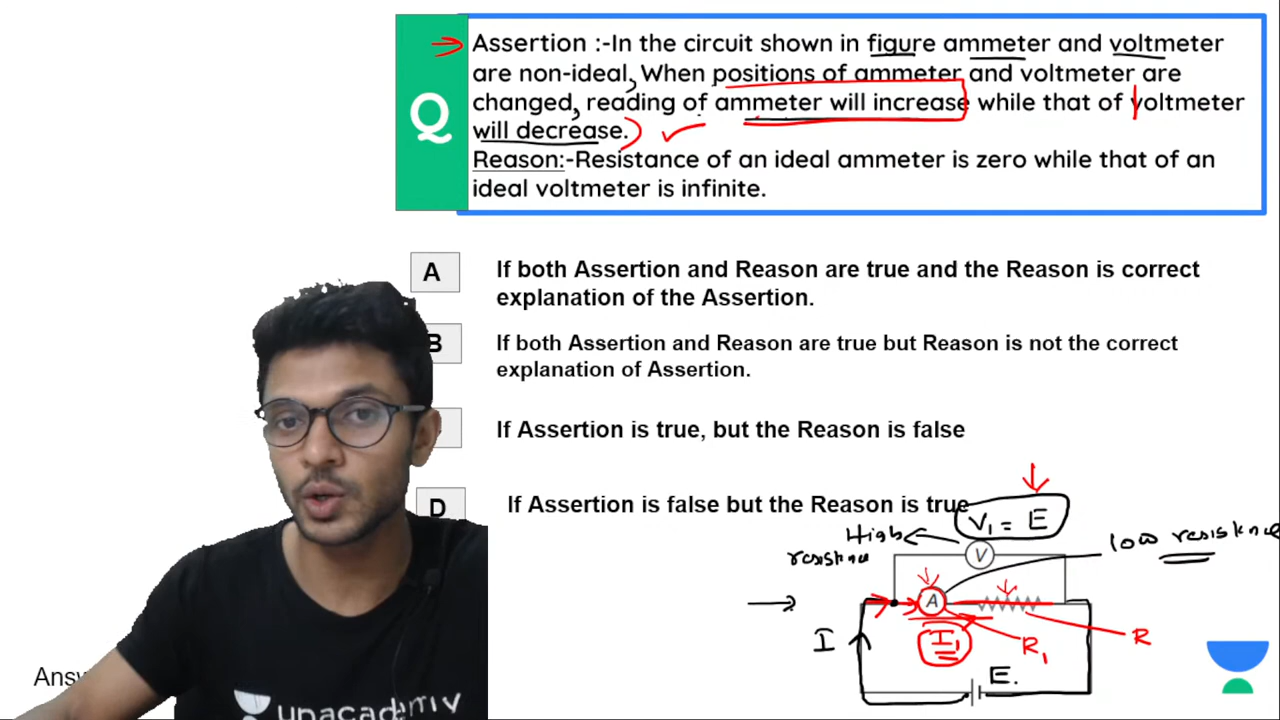 Assertion :-In the circuit shown in figure ammeter and voltmeter
are non-ideal, When positions of ammeter and voltmeter are
changed, reading of ammeter will increase while that of voltmeter
will decrease.
Q
Reason:-Resistance of an ideal ammeter is zero while that of an
ideal voltmeter is infinite.
A
If both Assertion and Reason are true and the Reason is correct
explanation of the Assertion.
B
If both Assertion and Reason are true but Reason is not the correct
explanation of Assertion.
If Assertion is true, but the Reason is false
D
If Assertion is false but the Reason is true
V₁ = E
High
low resistance
V
A
I
I₁
R₁
R
E.
Answ
unacademy